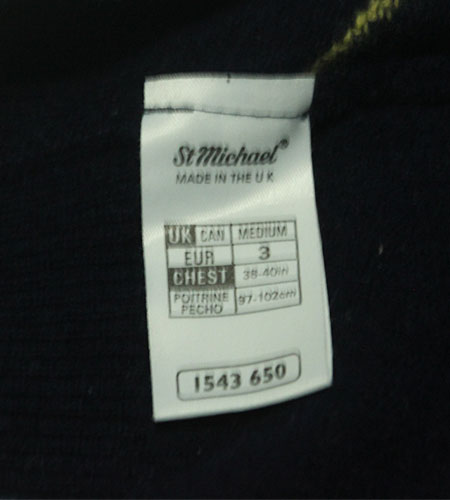 St Michael®
MADE IN THE U K
UK CAN MEDIUM
EUR 3
CHEST 38-40in
POITRINE PECHO 97-102cm
1543 650